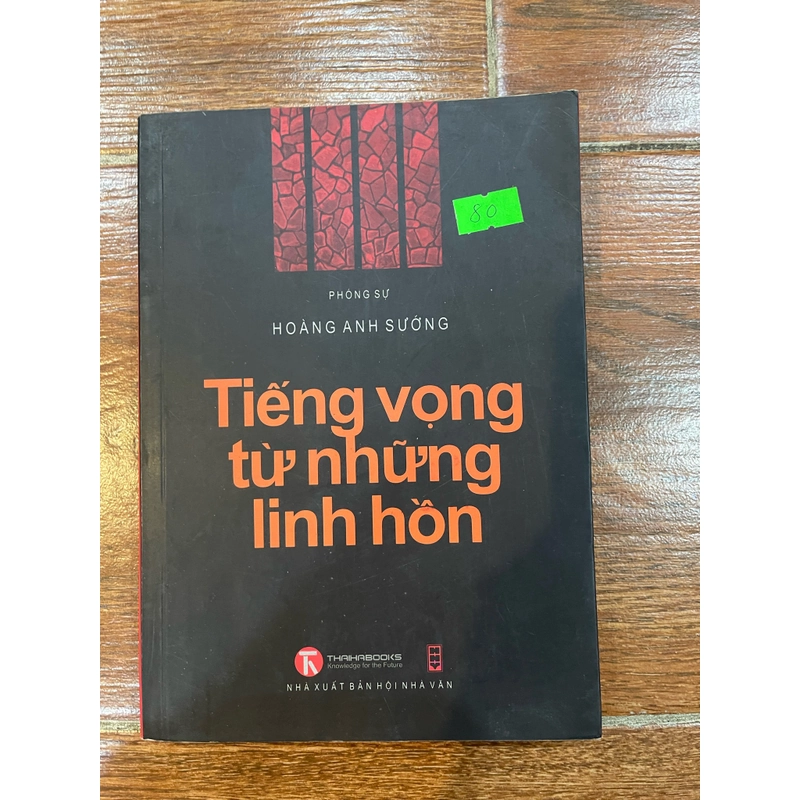 80
PHÓNG SỰ
HOÀNG ANH SƯỚNG
Tiếng vọng
từ những
linh hồn
THAIHABOOKS
Knowledge for the Future
NHÀ XUẤT BẢN HỘI NHÀ VĂN